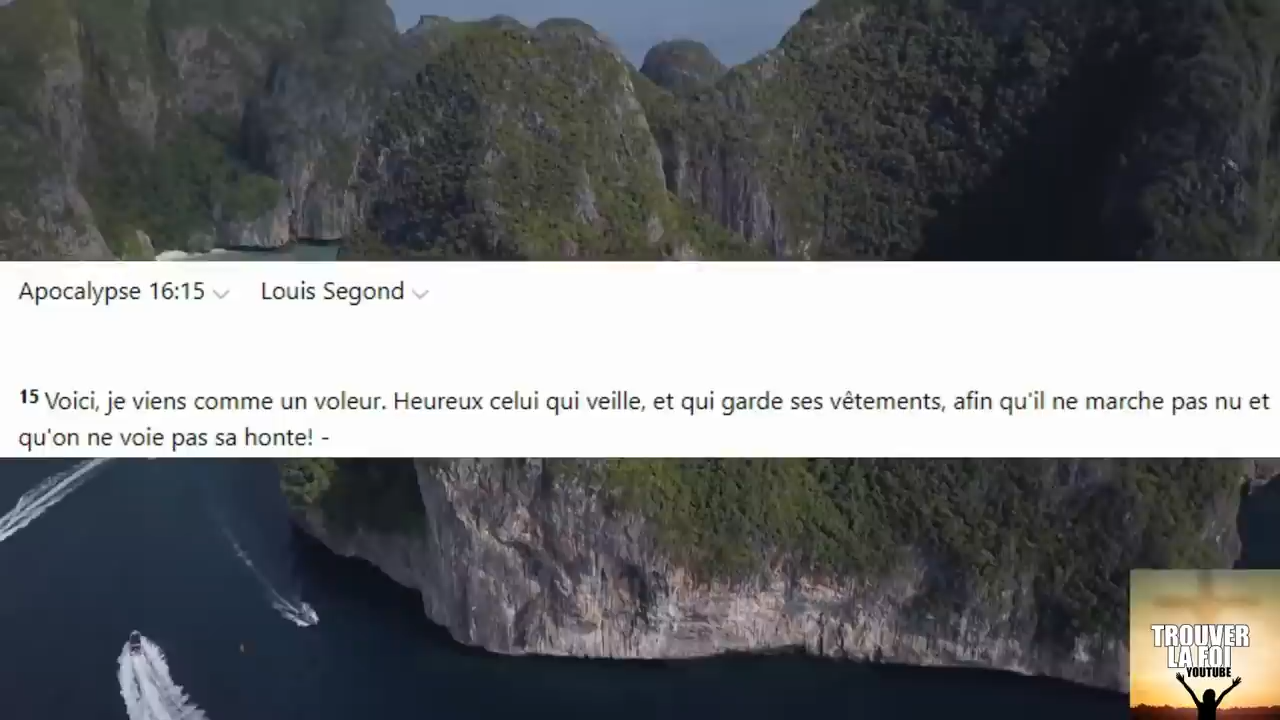 Apocalypse 16:15 Louis Segond
15 Voici, je viens comme un voleur. Heureux celui qui veille, et qui garde ses vêtements, afin qu'il ne marche pas nu et
qu'on ne voie pas sa honte! -
TROUVER
LA FOI
YOUTUBE